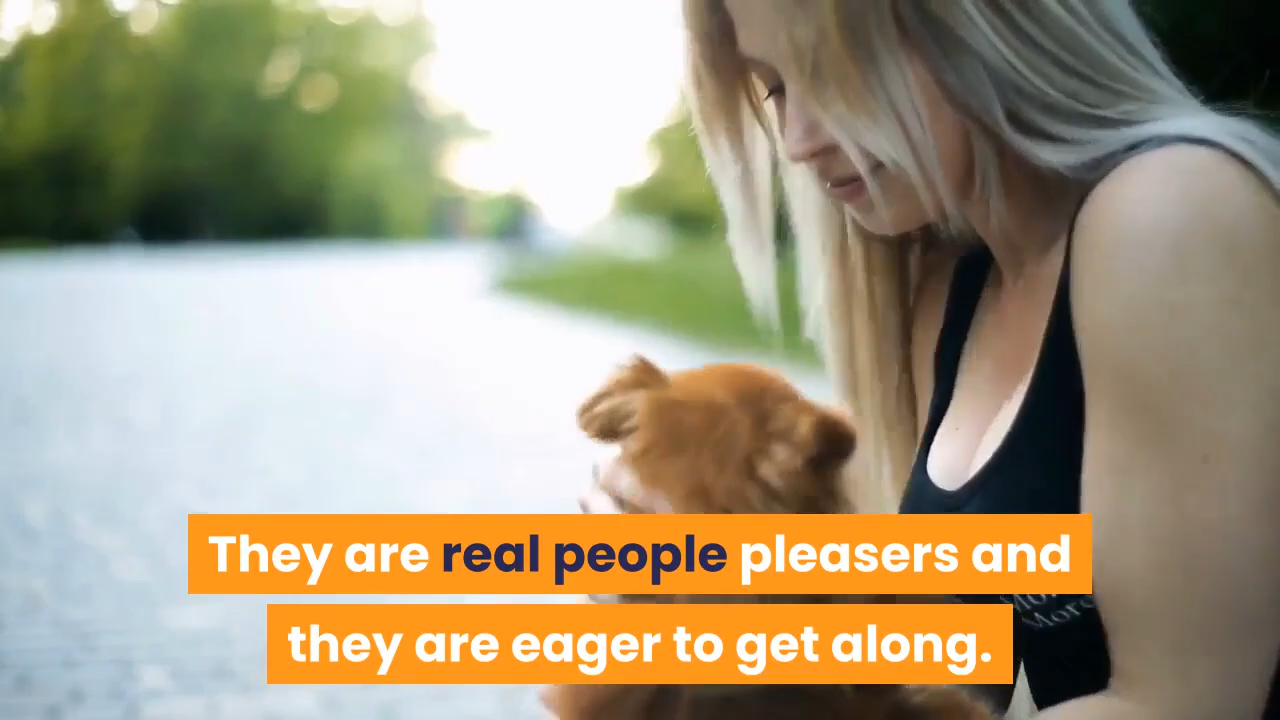 They are real people pleasers and
they are eager to get along.